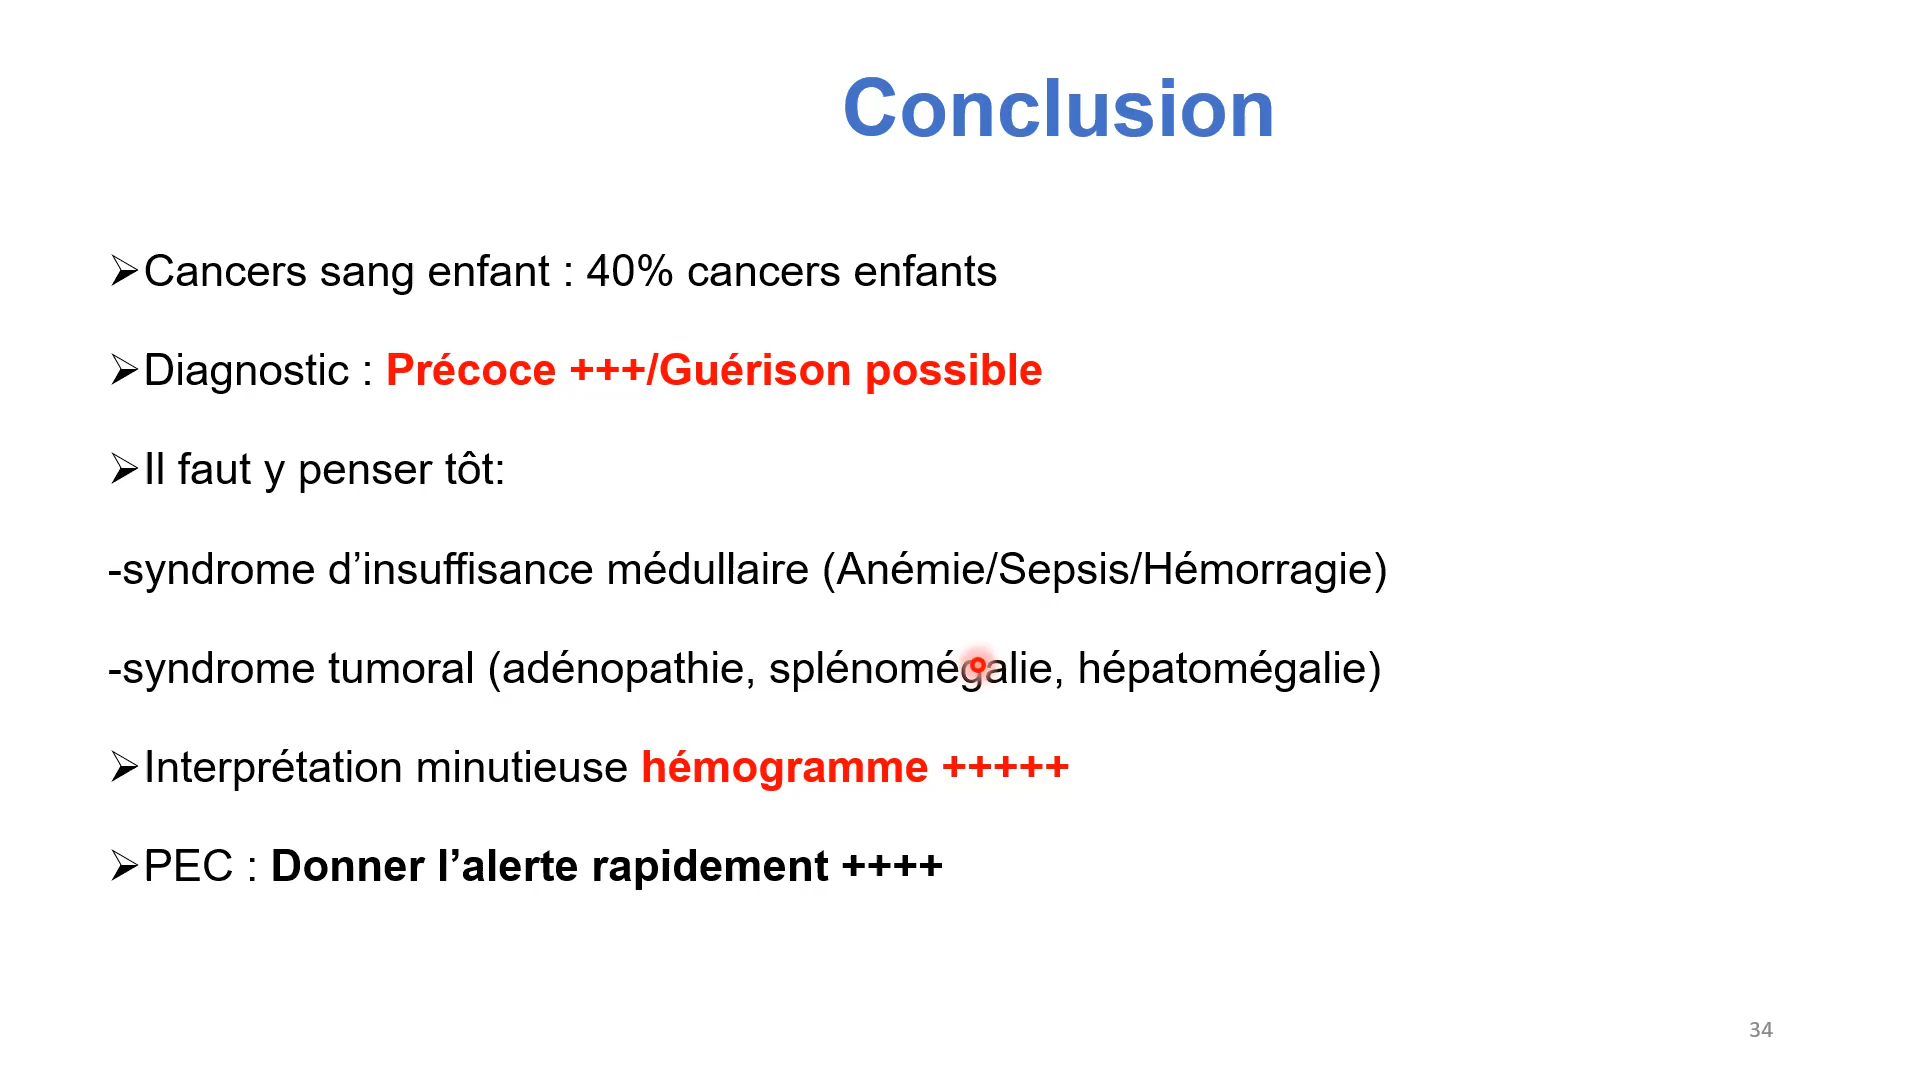 Conclusion
➢Cancers sang enfant : 40% cancers enfants
➢Diagnostic : Précoce +++/Guérison possible
➢Il faut y penser tôt:
-syndrome d’insuffisance médullaire (Anémie/Sepsis/Hémorragie)
-syndrome tumoral (adénopathie, splénomégalie, hépatomégalie)
➢Interprétation minutieuse hémogramme +++++
➢PEC : Donner l’alerte rapidement ++++
34